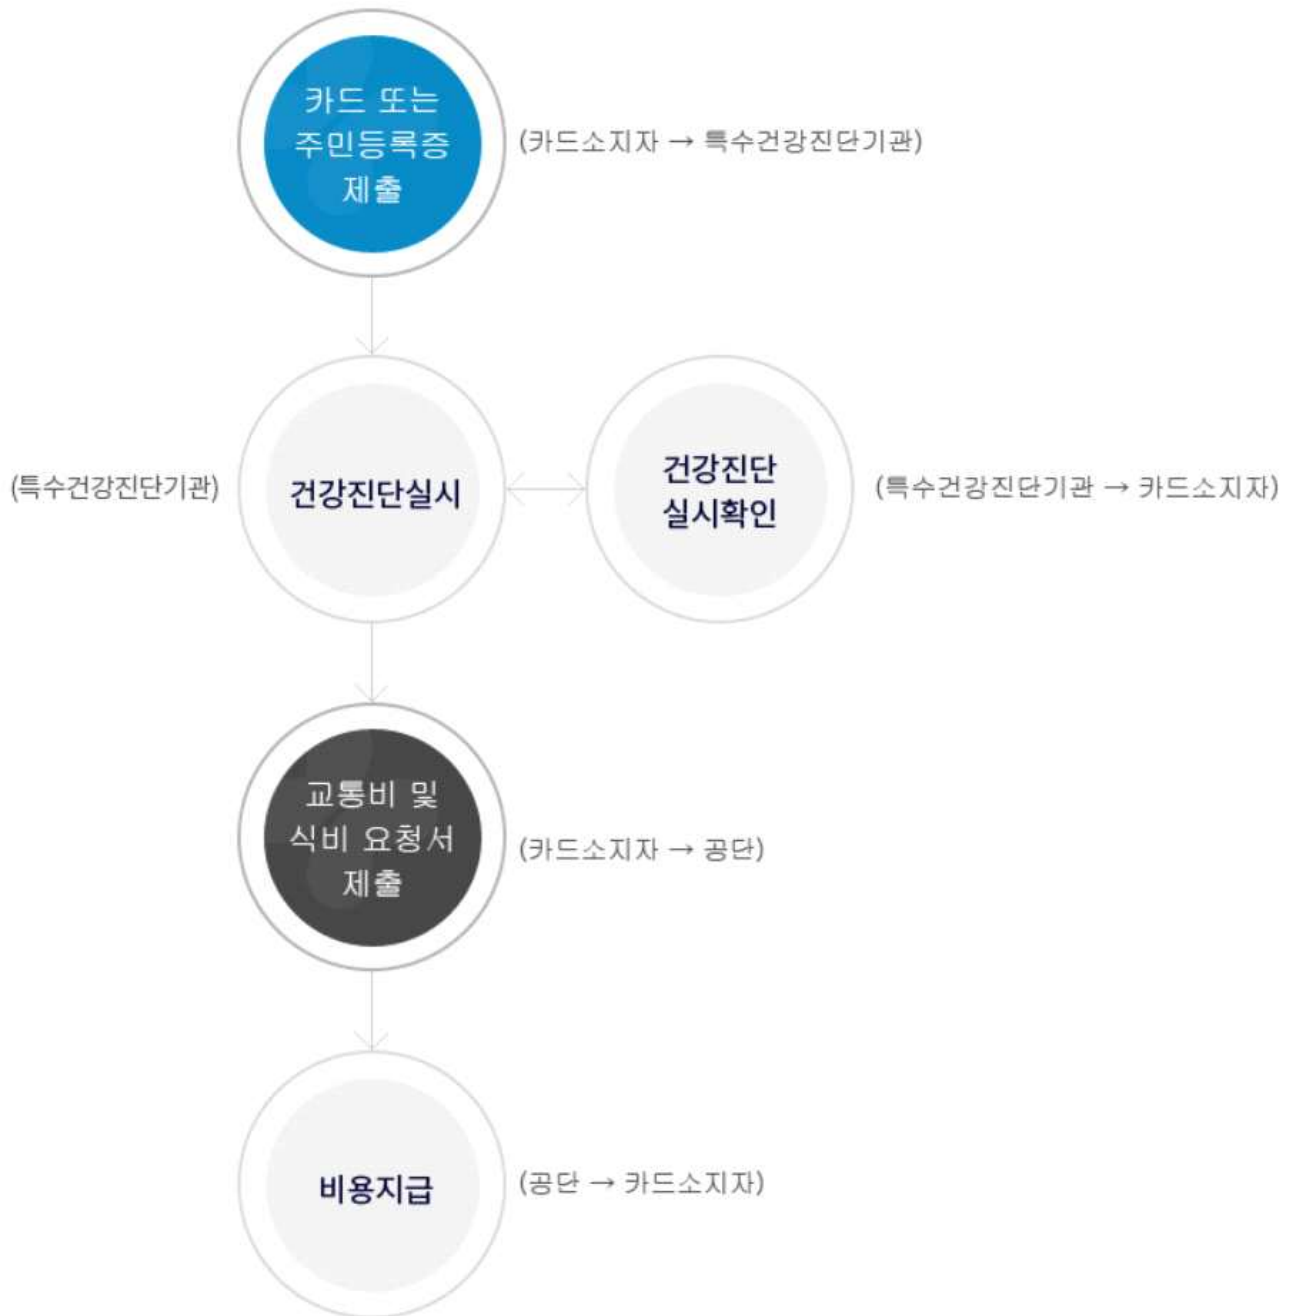 카드 또는
주민등록증
제출
(카드소지자 → 특수건강진단기관)
(특수건강진단기관)
건강진단실시
건강진단
실시확인
(특수건강진단기관 → 카드소지자)
교통비 및
식비 요청서
제출
(카드소지자 → 공단)
비용지급
(공단 → 카드소지자)